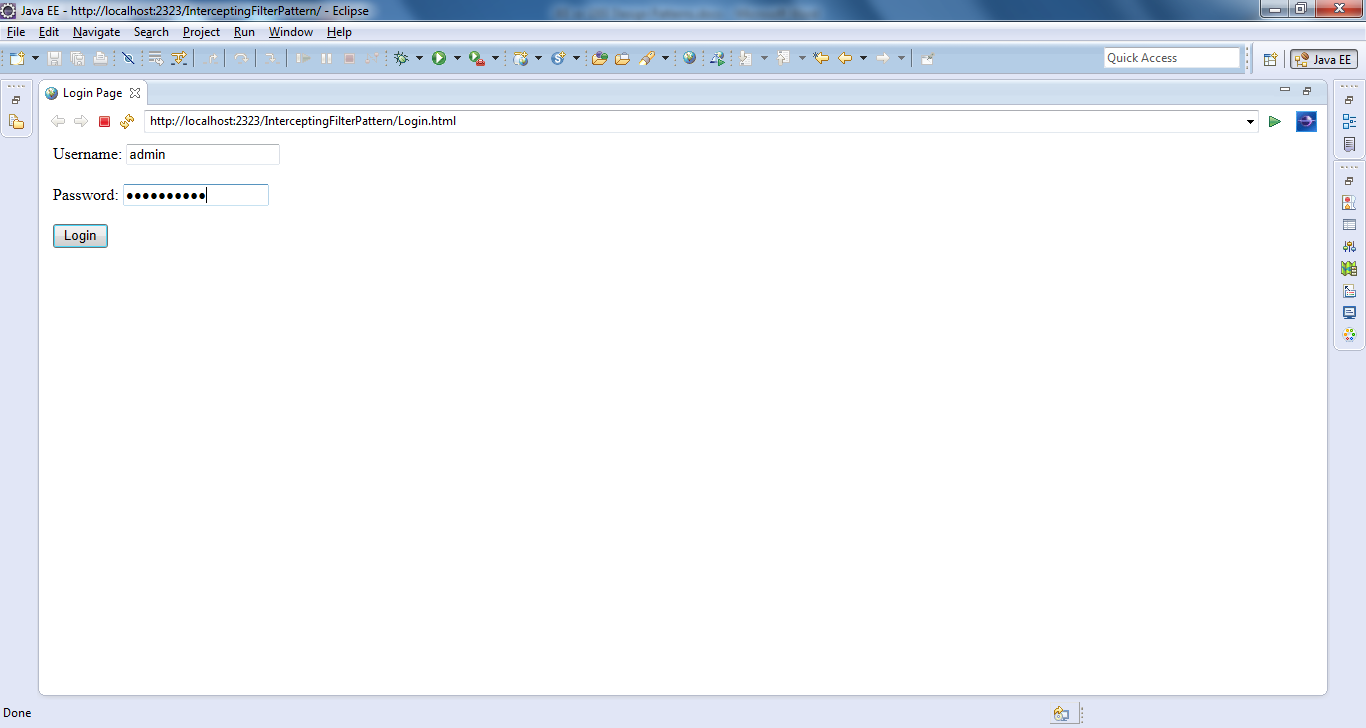 Java EE - http://localhost:2323/InterceptingFilterPattern/ - Eclipse
File Edit Navigate Search Project Run Window Help
Quick Access
Java EE
Login Page
http://localhost:2323/InterceptingFilterPattern/Login.html
Username: admin
Password: ••••••••••
Login
Done